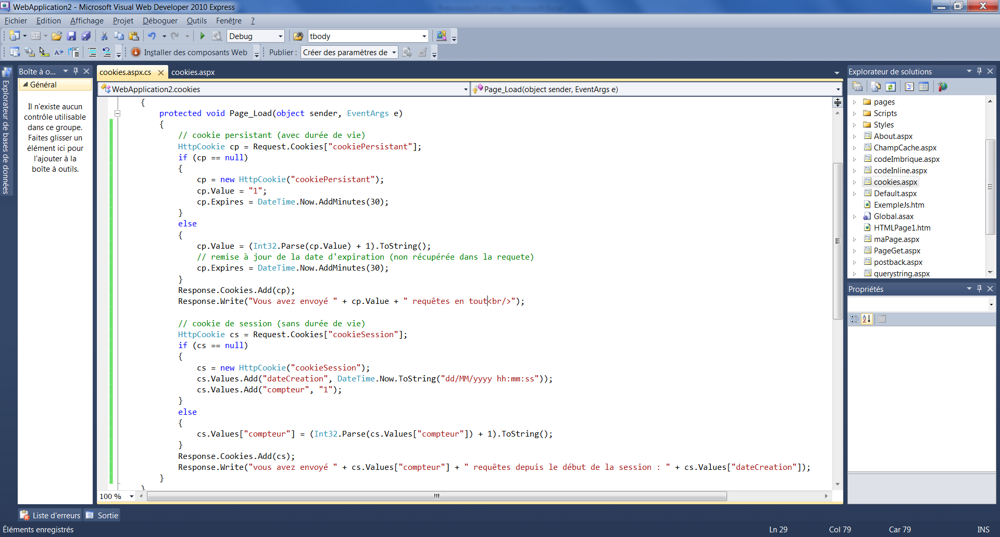 WebApplication2 - Microsoft Visual Web Developer 2010 Express
Fichier Edition Affichage Projet Déboguer Outils Fenêtre ?
Debug tbody
Installer des composants Web Publier : Créer des paramètres de
Explorateur de bases de données
Boîte à o...
Général
Il n'existe aucun
contrôle utilisable
dans ce groupe.
Faites glisser un
élément ici pour
l'ajouter à la
boîte à outils.
cookies.aspx.cs cookies.aspx
WebApplication2.cookies Page_Load(object sender, EventArgs e)
{
protected void Page_Load(object sender, EventArgs e)
{
// cookie persistant (avec durée de vie)
HttpCookie cp = Request.Cookies["cookiePersistant"];
if (cp == null)
{
cp = new HttpCookie("cookiePersistant");
cp.Value = "1";
cp.Expires = DateTime.Now.AddMinutes(30);
}
else
{
cp.Value = (Int32.Parse(cp.Value) + 1).ToString();
// remise à jour de la date d'expiration (non récupérée dans la requete)
cp.Expires = DateTime.Now.AddMinutes(30);
}
Response.Cookies.Add(cp);
Response.Write("Vous avez envoyé " + cp.Value + " requêtes en tout<br/>");
// cookie de session (sans durée de vie)
HttpCookie cs = Request.Cookies["cookieSession"];
if (cs == null)
{
cs = new HttpCookie("cookieSession");
cs.Values.Add("dateCreation", DateTime.Now.ToString("dd/MM/yyyy hh:mm:ss"));
cs.Values.Add("compteur", "1");
}
else
{
cs.Values["compteur"] = (Int32.Parse(cs.Values["compteur"]) + 1).ToString();
}
Response.Cookies.Add(cs);
Response.Write("vous avez envoyé " + cs.Values["compteur"] + " requêtes depuis le début de la session : " + cs.Values["dateCreation"]);
}
}
100 %
Explorateur de solutions
pages
Scripts
Styles
About.aspx
ChampCache.aspx
codeImbrique.aspx
codeInline.aspx
cookies.aspx
Default.aspx
ExempleJs.htm
Global.asax
HTMLPage1.htm
maPage.aspx
PageGet.aspx
postback.aspx
querystring.aspx
Propriétés
Liste d'erreurs Sortie
Éléments enregistrés Ln 29 Col 79 Car 79 INS